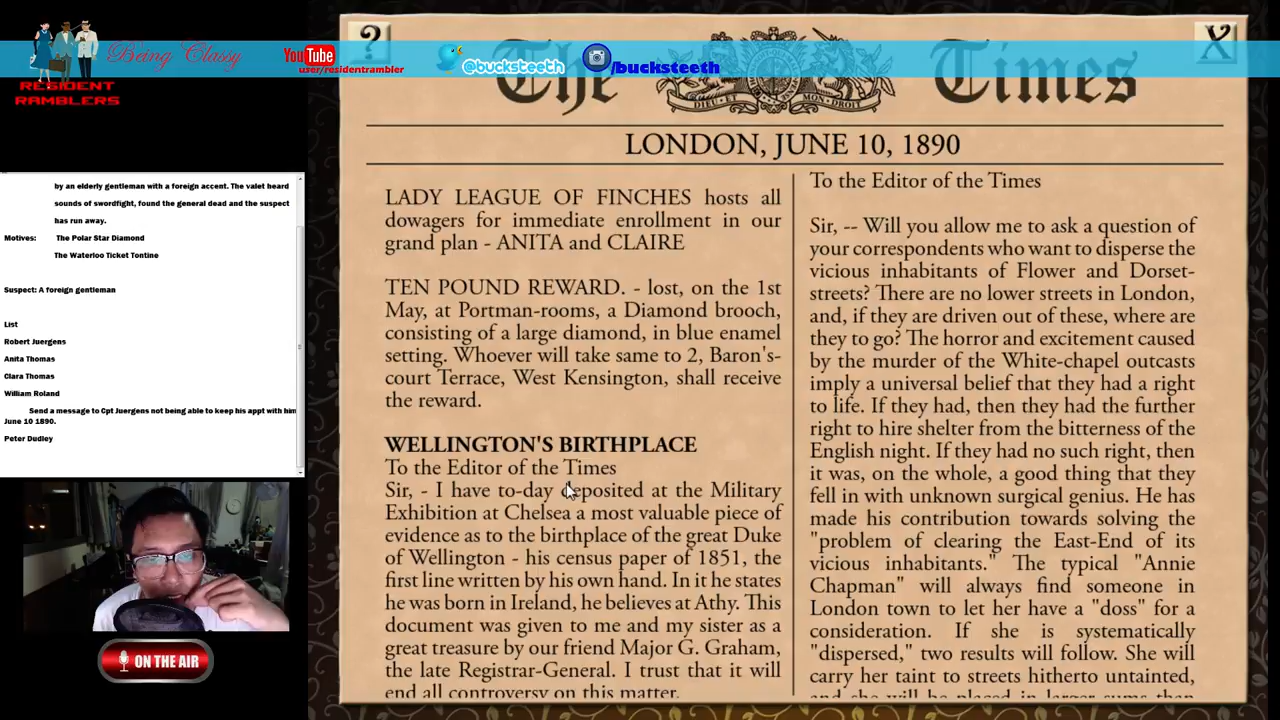 Being Classy
RESIDENT
RAMBLERS
YouTube
user/residentrambler
@bucksteeth
/bucksteeth
?
X
The Times
DIEU · ET · MON · DROIT
LONDON, JUNE 10, 1890
by an elderly gentleman with a foreign accent. The valet heard
sounds of swordfight, found the general dead and the suspect
has run away.
Motives: The Polar Star Diamond
The Waterloo Ticket Tontine
Suspect: A foreign gentleman
List
Robert Juergens
Anita Thomas
Clara Thomas
William Roland
Send a message to Cpt Juergens not being able to keep his appt with him
June 10 1890.
Peter Dudley
ON THE AIR
LADY LEAGUE OF FINCHES hosts all
dowagers for immediate enrollment in our
grand plan - ANITA and CLAIRE
TEN POUND REWARD. - lost, on the 1st
May, at Portman-rooms, a Diamond brooch,
consisting of a large diamond, in blue enamel
setting. Whoever will take same to 2, Baron's-
court Terrace, West Kensington, shall receive
the reward.
WELLINGTON'S BIRTHPLACE
To the Editor of the Times
Sir, - I have to-day deposited at the Military
Exhibition at Chelsea a most valuable piece of
evidence as to the birthplace of the great Duke
of Wellington - his census paper of 1851, the
first line written by his own hand. In it he states
he was born in Ireland, he believes at Athy. This
document was given to me and my sister as a
great treasure by our friend Major G. Graham,
the late Registrar-General. I trust that it will
end all controversy on this matter.
To the Editor of the Times
Sir, -- Will you allow me to ask a question of
your correspondents who want to disperse the
vicious inhabitants of Flower and Dorset-
streets? There are no lower streets in London,
and, if they are driven out of these, where are
they to go? The horror and excitement caused
by the murder of the White-chapel outcasts
imply a universal belief that they had a right
to life. If they had, then they had the further
right to hire shelter from the bitterness of the
English night. If they had no such right, then
it was, on the whole, a good thing that they
fell in with unknown surgical genius. He has
made his contribution towards solving the
"problem of clearing the East-End of its
vicious inhabitants." The typical "Annie
Chapman" will always find someone in
London town to let her have a "doss" for a
consideration. If she is systematically
"dispersed," two results will follow. She will
carry her taint to streets hitherto untainted,
and she will be placed in larger sums than